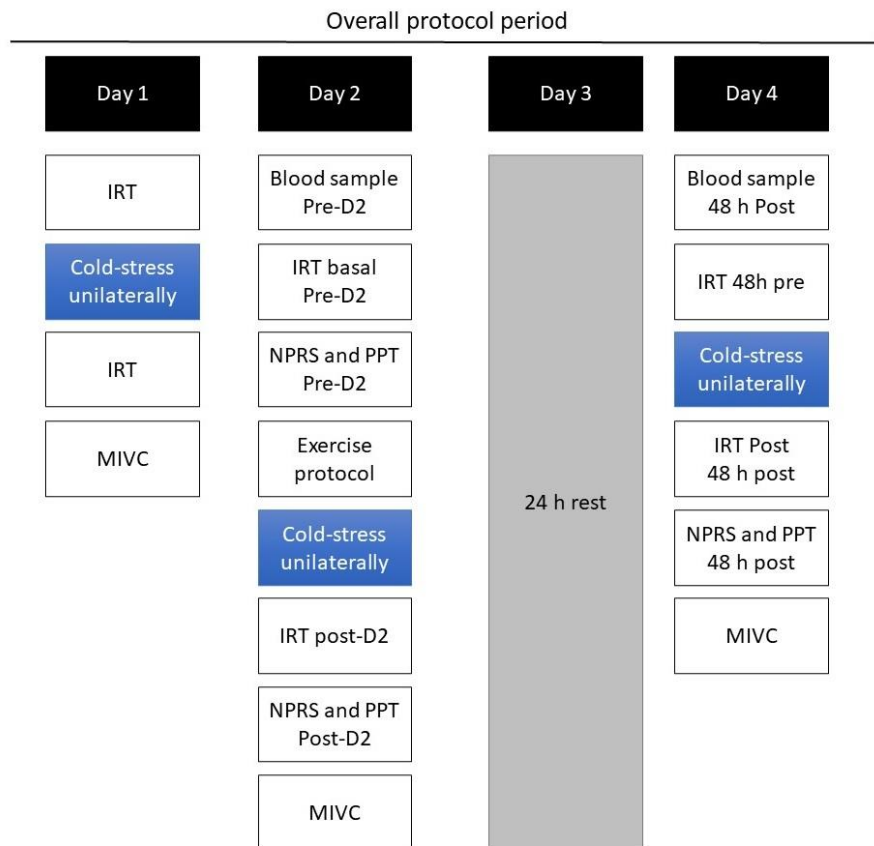 Overall protocol period
Day 1
IRT
Cold-stress
unilaterally
IRT
MIVC
Day 2
Blood sample
Pre-D2
IRT basal
Pre-D2
NPRS and PPT
Pre-D2
Exercise
protocol
Cold-stress
unilaterally
IRT post-D2
NPRS and PPT
Post-D2
MIVC
Day 3
24 h rest
Day 4
Blood sample
48 h Post
IRT 48h pre
Cold-stress
unilaterally
IRT Post
48 h post
NPRS and PPT
48 h post
MIVC